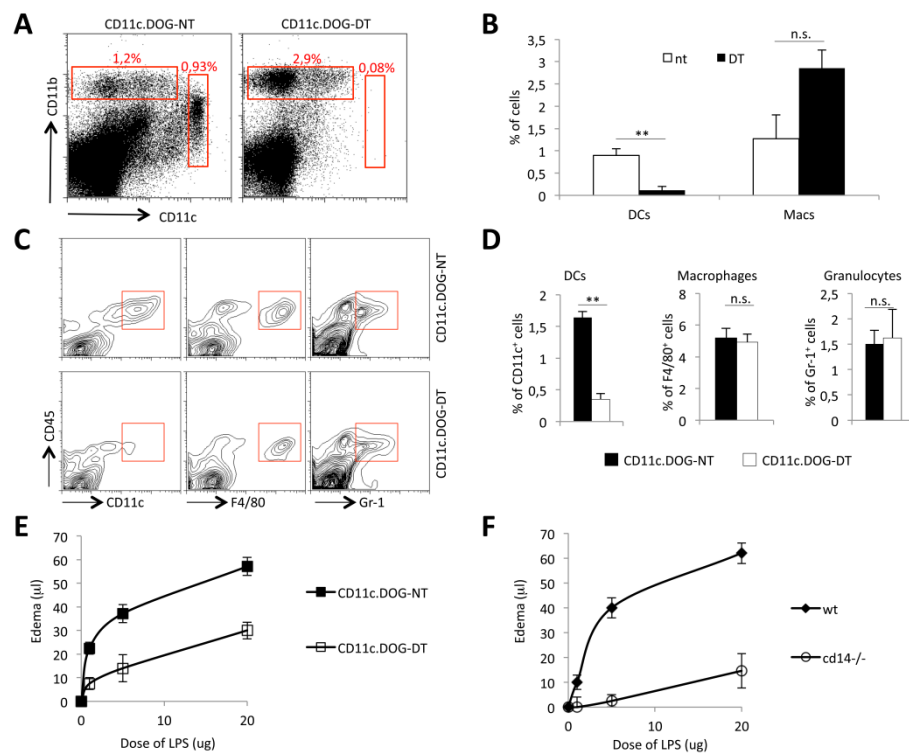 A
CD11c.DOG-NT
CD11c.DOG-DT
1,2%
0,93%
2,9%
0,08%
CD11b
CD11c
B
nt
DT
n.s.
**
% of cells
3,5
3
2,5
2
1,5
1
0,5
0
DCs
Macs
C
CD11c.DOG-NT
CD11c.DOG-DT
CD45
CD11c
F4/80
Gr-1
D
DCs
**
% of CD11c⁺ cells
2
1,5
1
0,5
0
Macrophages
n.s.
% of F4/80⁺ cells
8
6
4
2
0
Granulocytes
n.s.
% of Gr-1⁺ cells
2,5
2
1,5
1
0,5
0
CD11c.DOG-NT
CD11c.DOG-DT
E
Edema (µl)
70
60
50
40
30
20
10
0
0
10
20
Dose of LPS (ug)
CD11c.DOG-NT
CD11c.DOG-DT
F
Edema (µl)
70
60
50
40
30
20
10
0
0
10
20
Dose of LPS (ug)
wt
cd14-/-